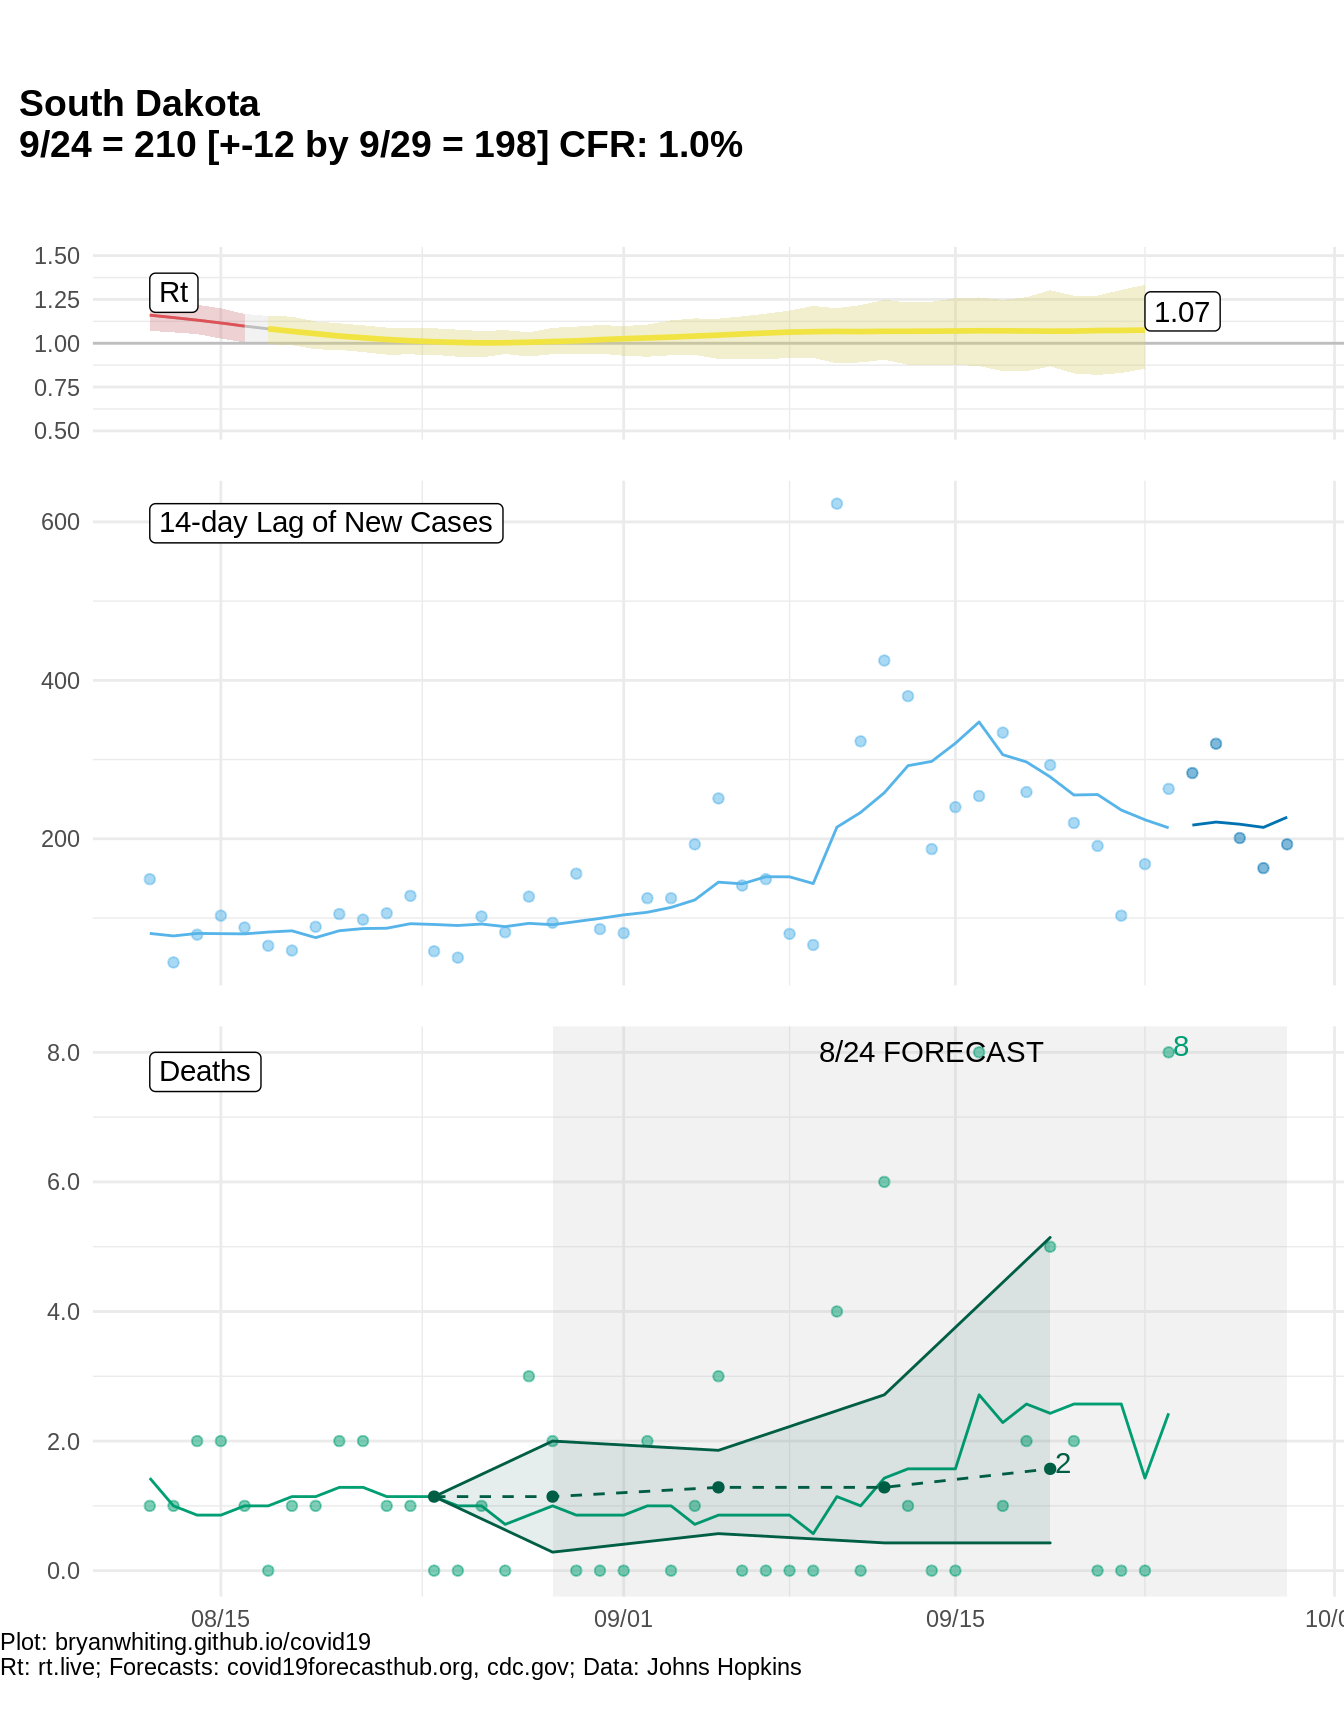 South Dakota
9/24 = 210 [+-12 by 9/29 = 198] CFR: 1.0%
1.50
Rt
1.25
1.07
1.00
0.75
0.50
14-day Lag of New Cases
600
400
200
8/24 FORECAST
8
8.0
Deaths
6.0
4.0
2.0
2
0.0
08/15
09/01
09/15
10/0
Plot: bryanwhiting.github.io/covid19
Rt: rt.live; Forecasts: covid19forecasthub.org, cdc.gov; Data: Johns Hopkins